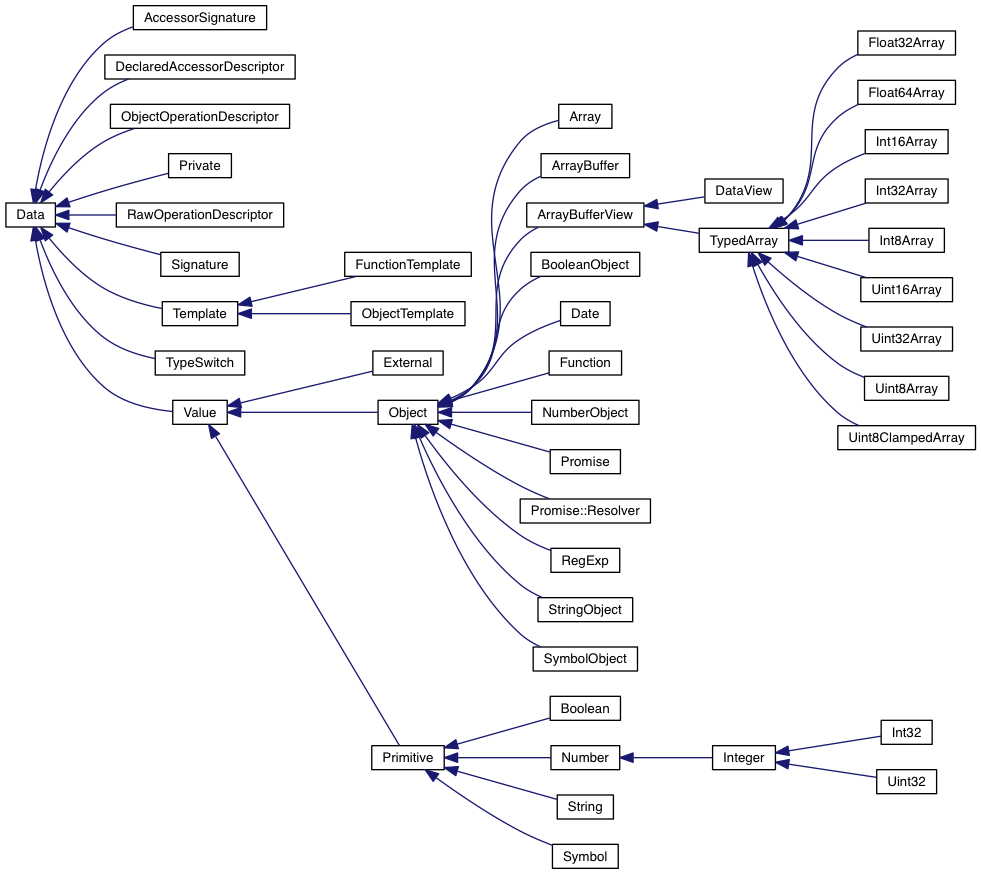 AccessorSignature
DeclaredAccessorDescriptor
ObjectOperationDescriptor
Private
Data
RawOperationDescriptor
Signature
Template
TypeSwitch
Value
FunctionTemplate
ObjectTemplate
External
Object
Primitive
Array
ArrayBuffer
ArrayBufferView
BooleanObject
Date
Function
NumberObject
Promise
Promise::Resolver
RegExp
StringObject
SymbolObject
Boolean
Number
String
Symbol
DataView
TypedArray
Integer
Float32Array
Float64Array
Int16Array
Int32Array
Int8Array
Uint16Array
Uint32Array
Uint8Array
Uint8ClampedArray
Int32
Uint32